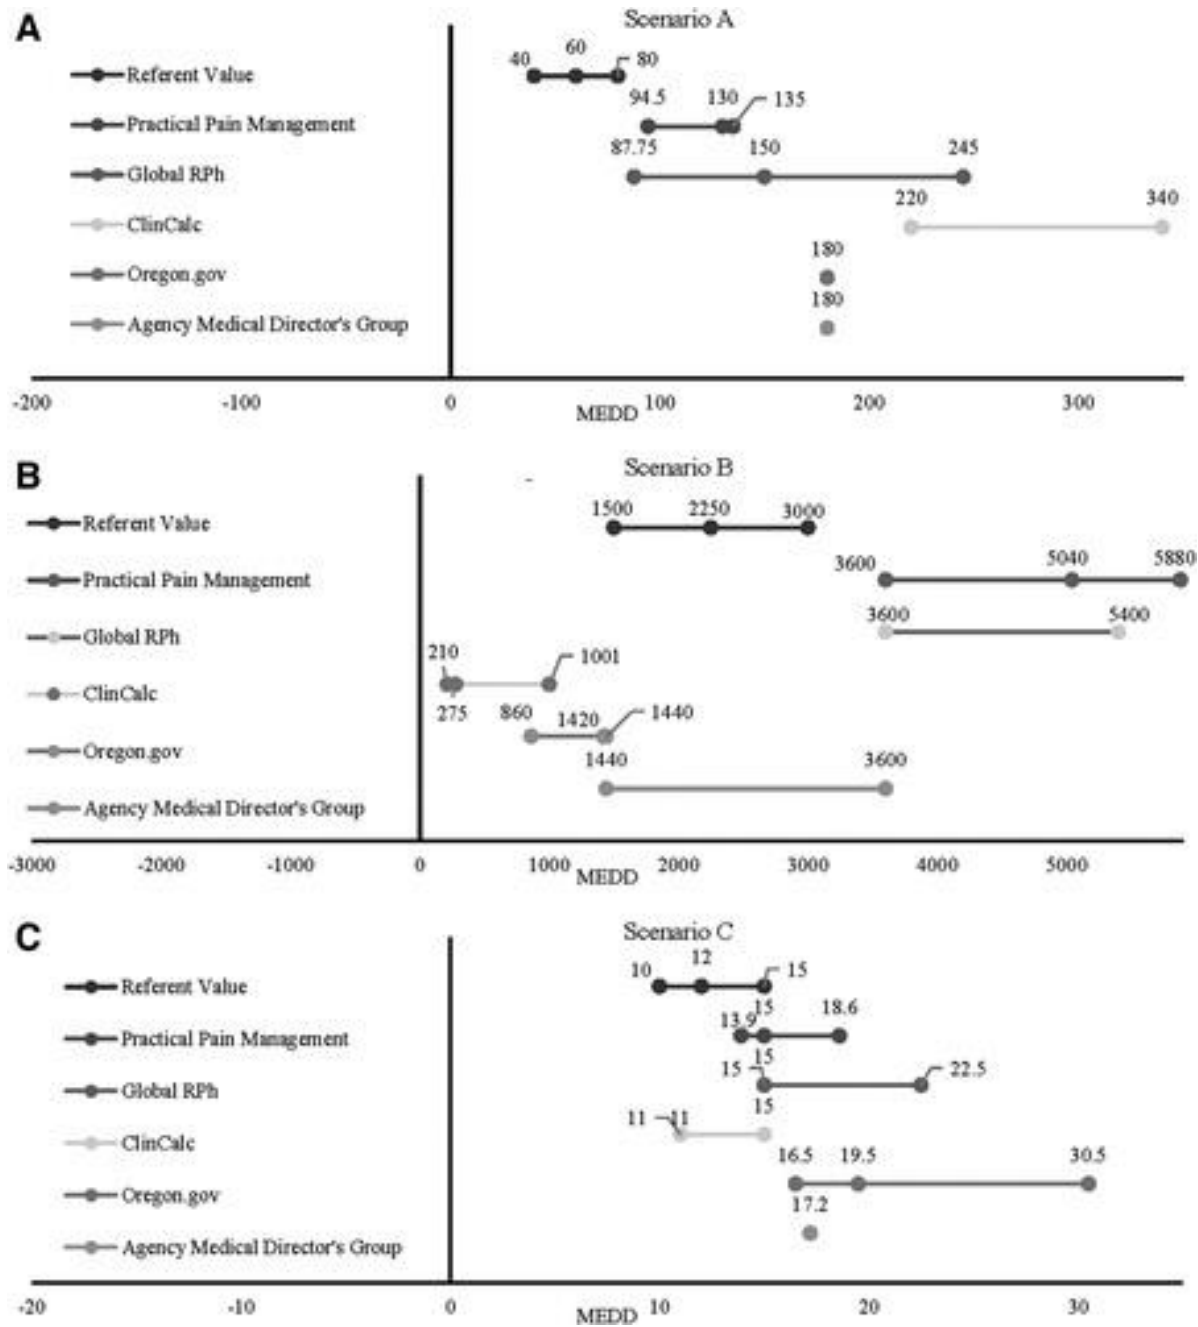 A
Scenario A
40 60 80
Referent Value
94.5 130 135
Practical Pain Management
87.75 150 245
Global RPh
220 340
ClinCalc
180
Oregon.gov
180
Agency Medical Director's Group
-200 -100 0 100 200 300
MEDD
B
Scenario B
1500 2250 3000
Referent Value
3600 5040 5880
Practical Pain Management
3600 5400
Global RPh
210 1001
ClinCalc
275 860 1420 1440
Oregon.gov
1440 3600
Agency Medical Director's Group
-3000 -2000 -1000 0 1000 2000 3000 4000 5000
MEDD
C
Scenario C
10 12 15
Referent Value
13.9 15 18.6
Practical Pain Management
15 15 22.5
Global RPh
11 11 15
ClinCalc
16.5 19.5 30.5
Oregon.gov
17.2
Agency Medical Director's Group
-20 -10 0 10 20 30
MEDD